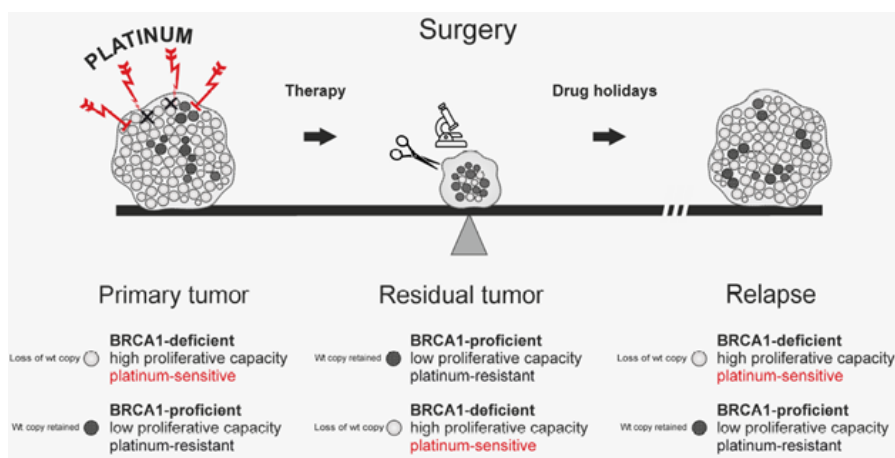 PLATINUM
Surgery
Therapy
Drug holidays
Primary tumor
Residual tumor
Relapse
Loss of wt copy
BRCA1-deficient
high proliferative capacity
platinum-sensitive
Wt copy retained
BRCA1-proficient
low proliferative capacity
platinum-resistant
Wt copy retained
BRCA1-proficient
low proliferative capacity
platinum-resistant
Loss of wt copy
BRCA1-deficient
high proliferative capacity
platinum-sensitive
Loss of wt copy
BRCA1-deficient
high proliferative capacity
platinum-sensitive
Wt copy retained
BRCA1-proficient
low proliferative capacity
platinum-resistant